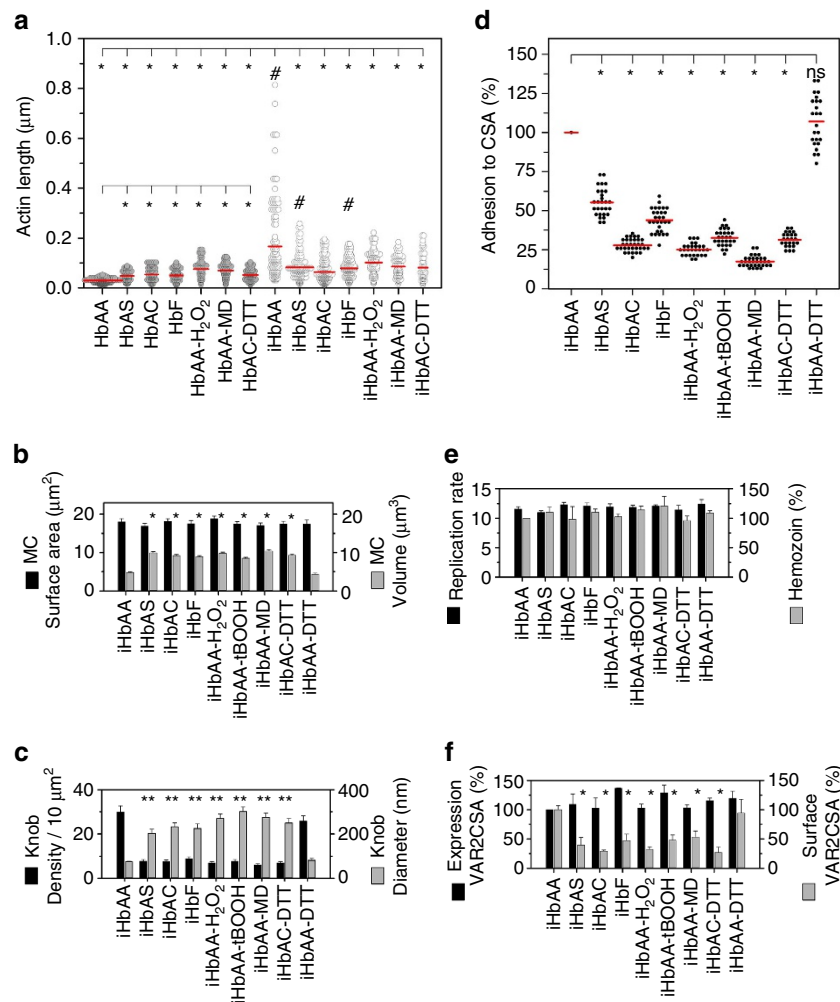 a
Actin length (μm)
1.0
0.8
0.6
0.4
0.2
0.0
* * * * * * * # * * * * * *
* * * * * *
# #
HbAA
HbAS
HbAC
HbF
HbAA-H₂O₂
HbAA-MD
HbAC-DTT
iHbAA
iHbAS
iHbAC
iHbF
iHbAA-H₂O₂
iHbAA-MD
iHbAC-DTT
d
Adhesion to CSA (%)
150
125
100
75
50
25
0
* * * * * * * ns
iHbAA
iHbAS
iHbAC
iHbF
iHbAA-H₂O₂
iHbAA-tBOOH
iHbAA-MD
iHbAC-DTT
iHbAA-DTT
b
MC
Surface area (μm²)
20
10
0
* * * * * * *
20
10
0
MC
Volume (μm³)
iHbAA
iHbAS
iHbAC
iHbF
iHbAA-H₂O₂
iHbAA-tBOOH
iHbAA-MD
iHbAC-DTT
iHbAA-DTT
e
Replication rate
15
12
10
7
5
0
150
125
100
75
50
0
Hemozoin (%)
iHbAA
iHbAS
iHbAC
iHbF
iHbAA-H₂O₂
iHbAA-tBOOH
iHbAA-MD
iHbAC-DTT
iHbAA-DTT
c
Knob
Density / 10 μm²
40
20
0
** ** ** ** ** ** **
400
200
0
Knob
Diameter (nm)
iHbAA
iHbAS
iHbAC
iHbF
iHbAA-H₂O₂
iHbAA-tBOOH
iHbAA-MD
iHbAC-DTT
iHbAA-DTT
f
Expression
VAR2CSA (%)
150
100
50
0
* * * * * * *
150
100
50
0
Surface
VAR2CSA (%)
iHbAA
iHbAS
iHbAC
iHbF
iHbAA-H₂O₂
iHbAA-tBOOH
iHbAA-MD
iHbAC-DTT
iHbAA-DTT